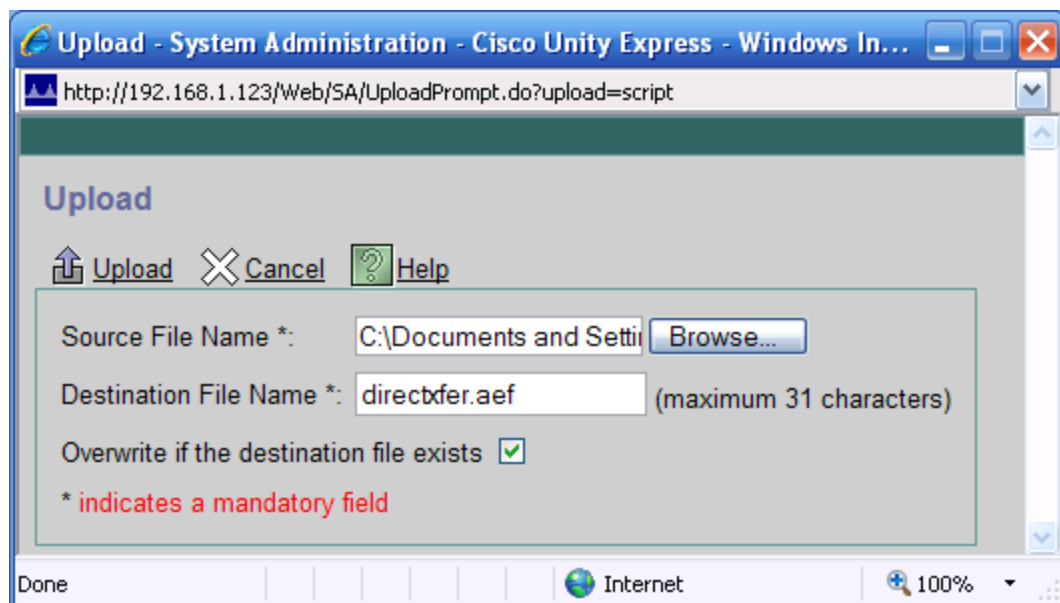 Upload - System Administration - Cisco Unity Express - Windows In...
http://192.168.1.123/Web/SA/UploadPrompt.do?upload=script
Upload
Upload Cancel ? Help
Source File Name *: C:\Documents and Settin Browse...
Destination File Name *: directxfer.aef (maximum 31 characters)
Overwrite if the destination file exists
* indicates a mandatory field
Done Internet 100%